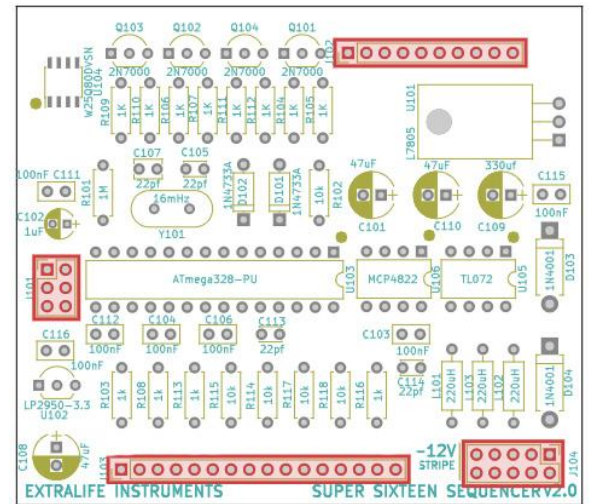 Q103 Q102 Q104 Q101
2N7000 2N7000 2N7000 2N7000
J102
W25Q80DVSN
U104
R109 1K R110 1K R106 1K R107 1K R111 1K R112 1K R104 1K R105 1K
U101
L7805
C107 C105
22pf 22pf
16mHz
Y101
100nF C111
C102
1uF
R101 1M
1N4733A D102
1N4733A D101
10k R102
47uF 47uF 330uf
C101 C110 C109
C115
100nF
J101
ATmega328-PU
U103
MCP4822
U106
TL072
U105
1N4001
D103
C112 C104 C106 C113
100nF 100nF 100nF 22pf
C103
100nF
C116
100nF
C114
22pf
LP2950-3.3
U102
R103 1k R108 1k R113 1k R115 10k R114 10k R117 10k R118 10k R116 1k
L101 220uH L103 220uH L102 220uH
1N4001
D104
C108
47uF
J103
-12V
STRIPE
J104
EXTRALIFE INSTRUMENTS SUPER SIXTEEN SEQUENCERV2.0